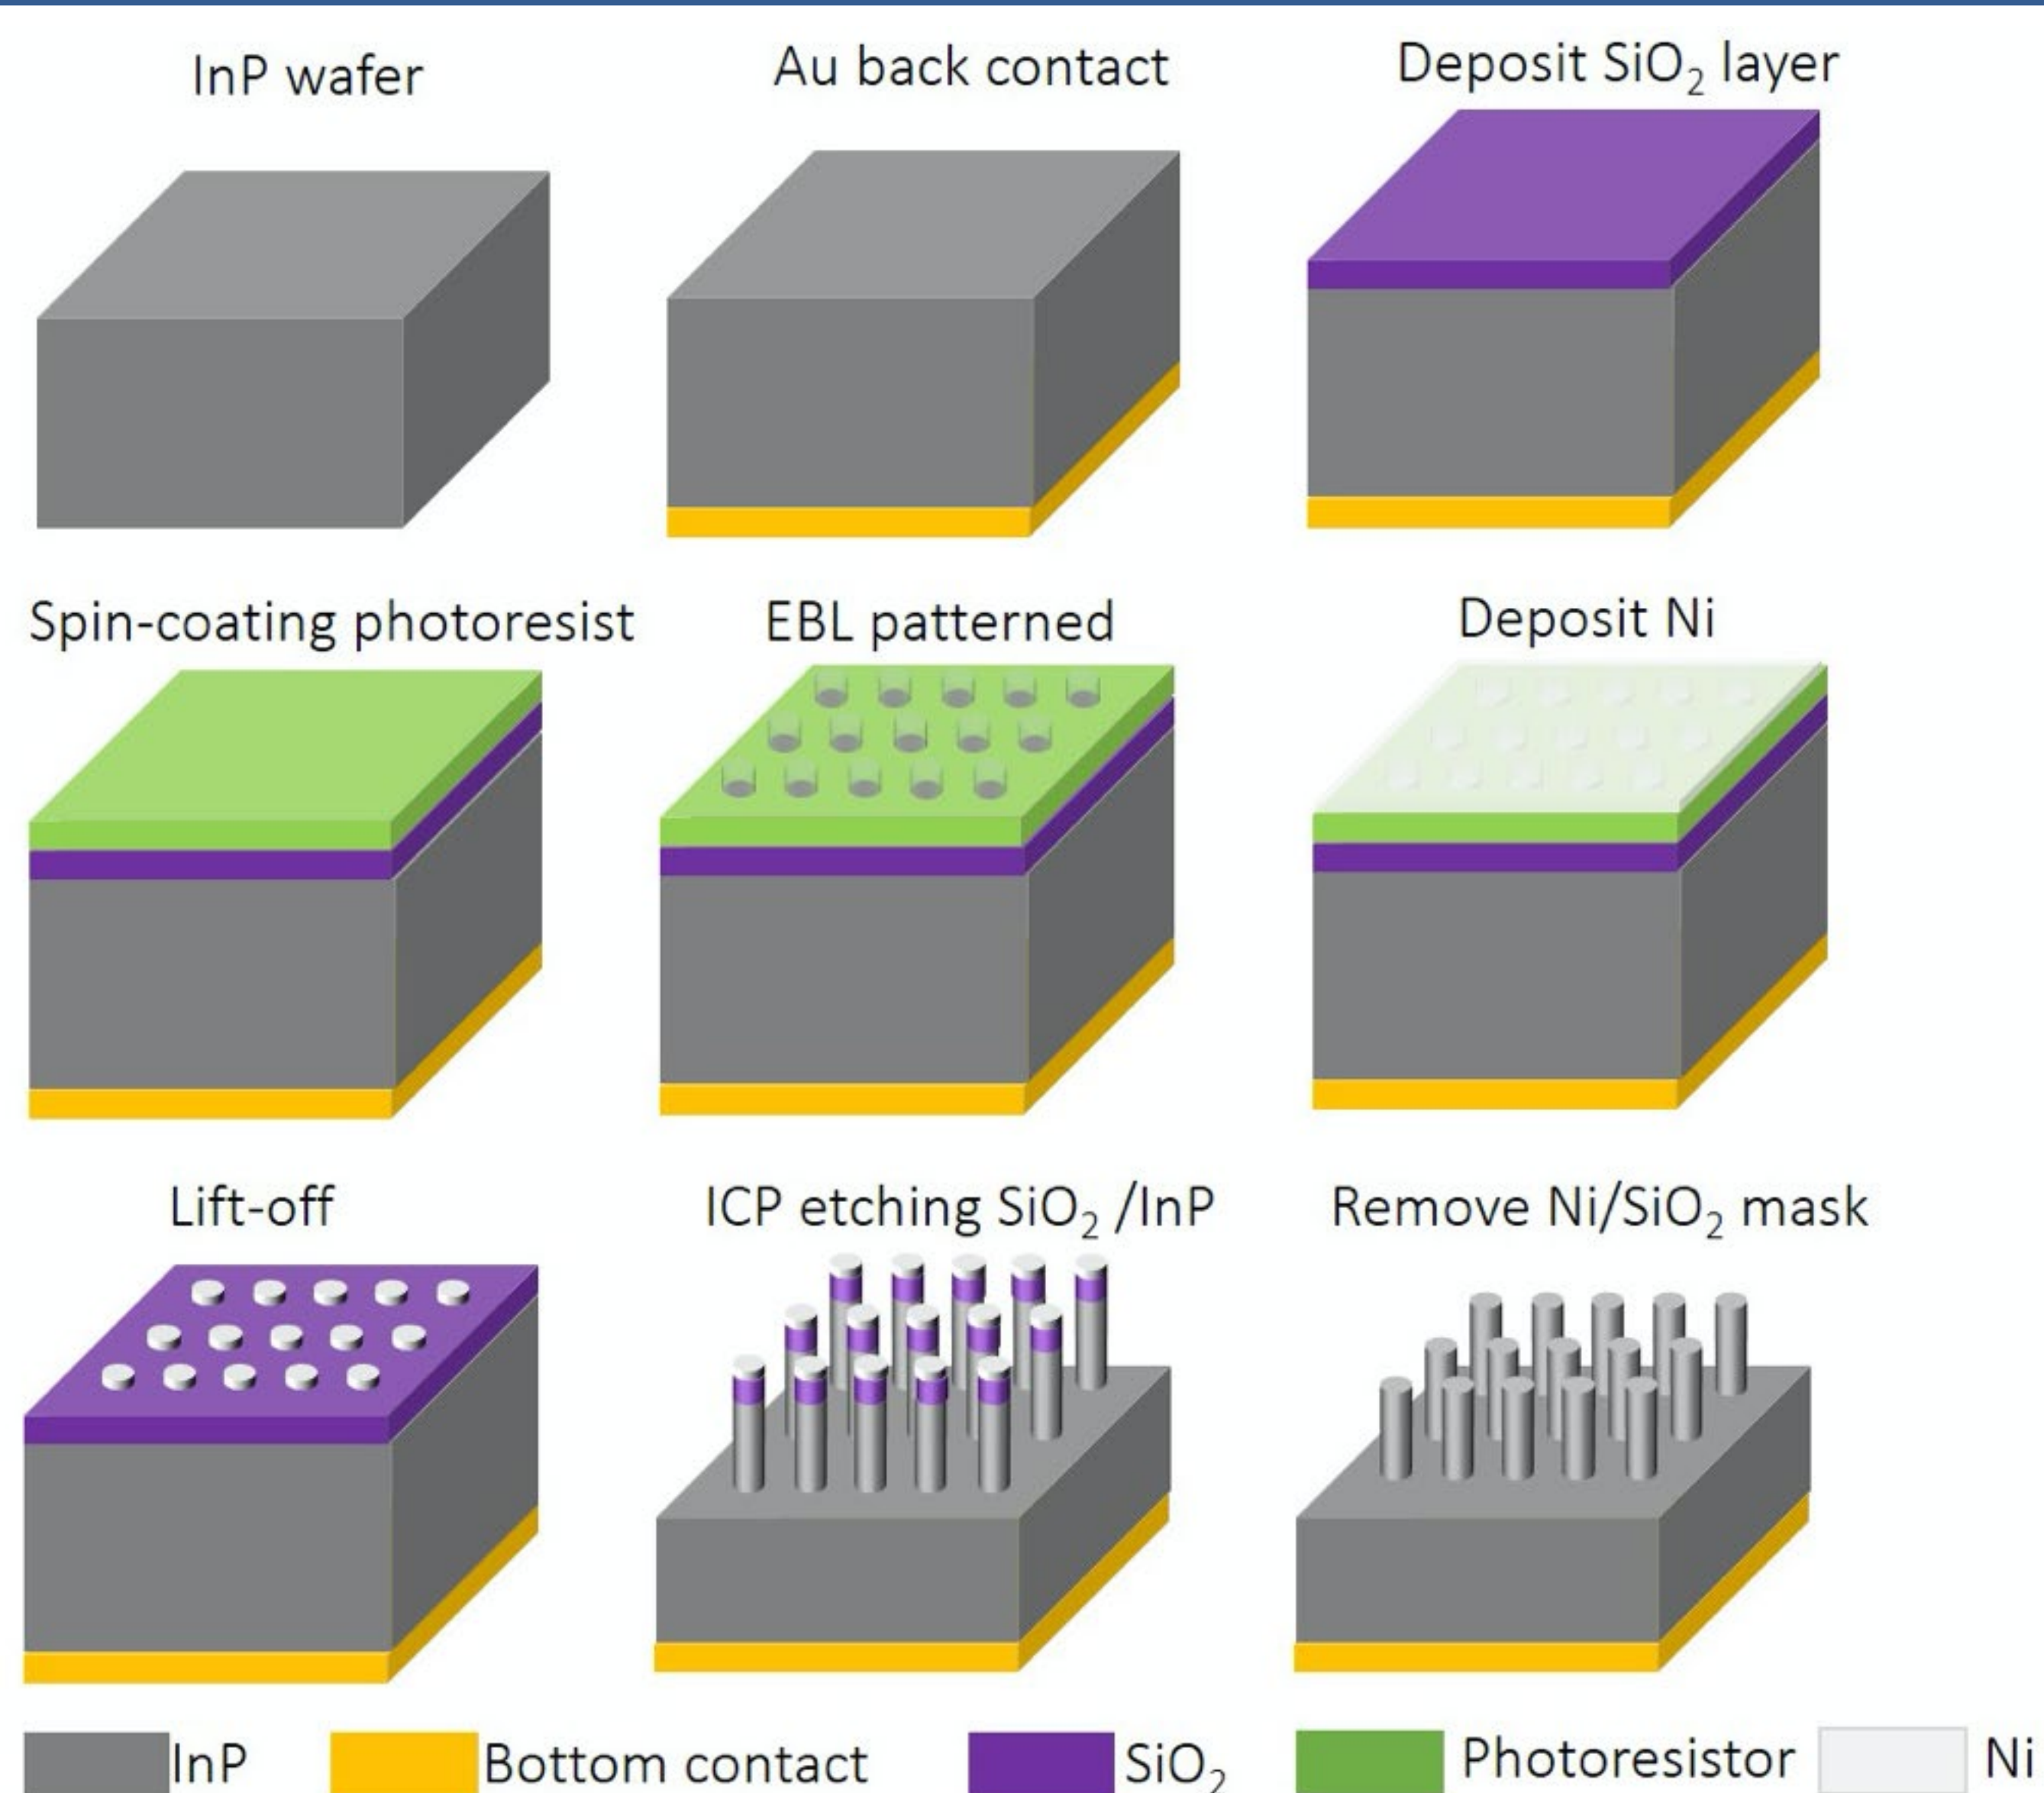 InP wafer
Au back contact
Deposit SiO₂ layer
Spin-coating photoresist
EBL patterned
Deposit Ni
Lift-off
ICP etching SiO₂ /InP
Remove Ni/SiO₂ mask
InP
Bottom contact
SiO₂
Photoresistor
Ni